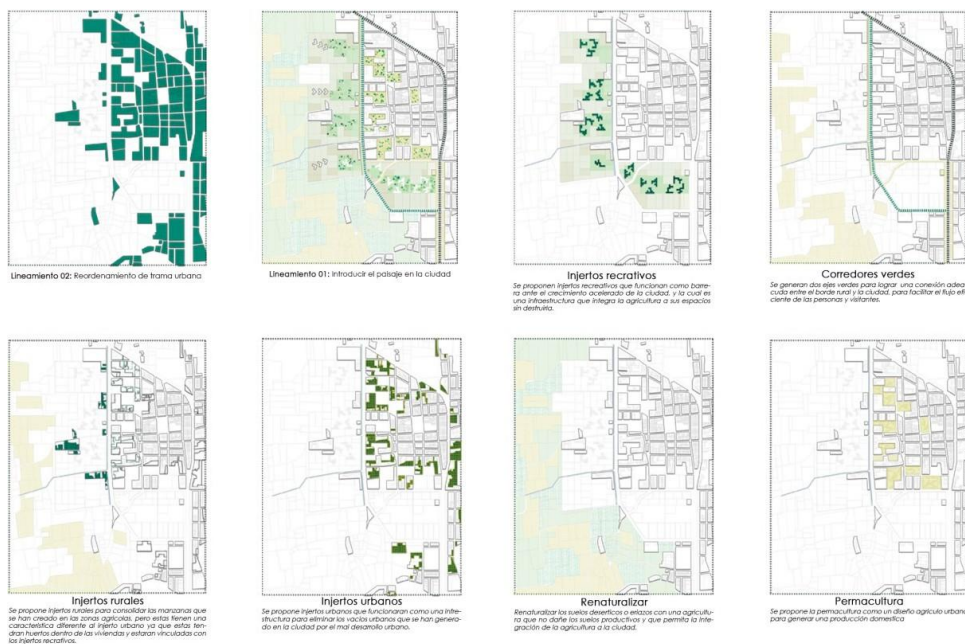 Lineamiento 02: Reordenamiento de trama urbana
Lineamiento 01: Introducir el paisaje en la ciudad
Injertos recrativos
Se proponen injertos recreativos que funcionan como barre-
ra ante el crecimiento acelerado de la ciudad, y la cual es
una infraestructura que integra la agricultura a sus espacios
sin destruirla.
Corredores verdes
Se generan dos ejes verdes para lograr una conexión adea-
cuda entre el borde rural y la ciudad, para facilitar el flujo efi-
ciente de las personas y visitantes.
Injertos rurales
Se propone injertos rurales para consolidar las manzanas que
se han creado en las zonas agricolas, pero estas tienen una
caracteristica diferente al injerto urbano ya que estas ten-
dran huertos dentro de las viviendas y estaran vinculadas con
los injertos recrativos.
Injertos urbanos
Se propone injertos urbanos que funcionaran como una infre-
structura para eliminar los vacios urbanos que se han genera-
do en la ciudad por el mal desarrollo urbano.
Renaturalizar
Renaturalizar los suelos deserticos o eriazos con una agricultu-
ra que no dañe los suelos productivos y que permita la inte-
gración de la agricultura a la ciudad.
Permacultura
Se propone la permacultura como un diseño agriculo urbano
para generar una producción domestica